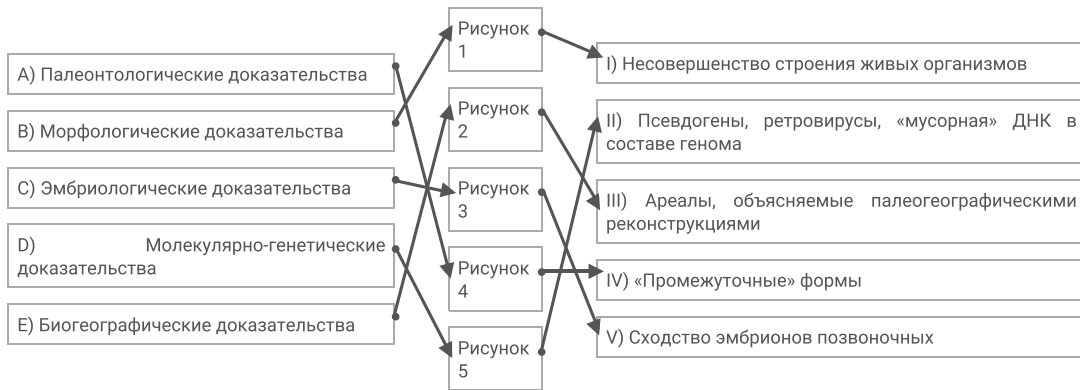 A) Палеонтологические доказательства
B) Морфологические доказательства
C) Эмбриологические доказательства
D) Молекулярно-генетические
доказательства
E) Биогеографические доказательства
Рисунок
1
Рисунок
2
Рисунок
3
Рисунок
4
Рисунок
5
I) Несовершенство строения живых организмов
II) Псевдогены, ретровирусы, «мусорная» ДНК в
составе генома
III) Ареалы, объясняемые палеогеографическими
реконструкциями
IV) «Промежуточные» формы
V) Сходство эмбрионов позвоночных